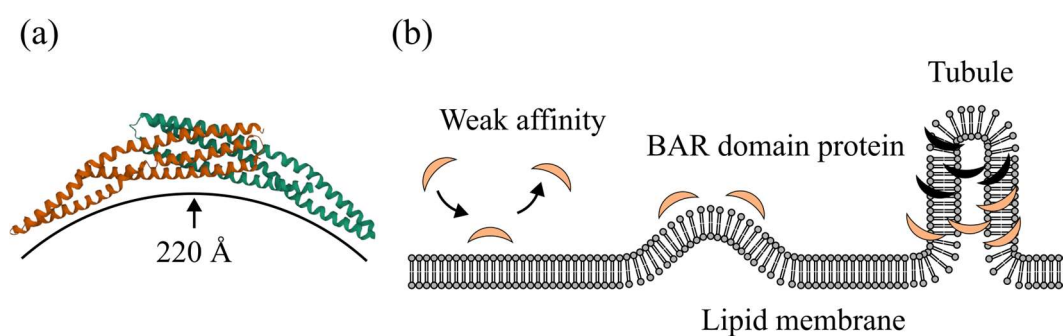 (a)
220 Å
(b)
Weak affinity
BAR domain protein
Tubule
Lipid membrane